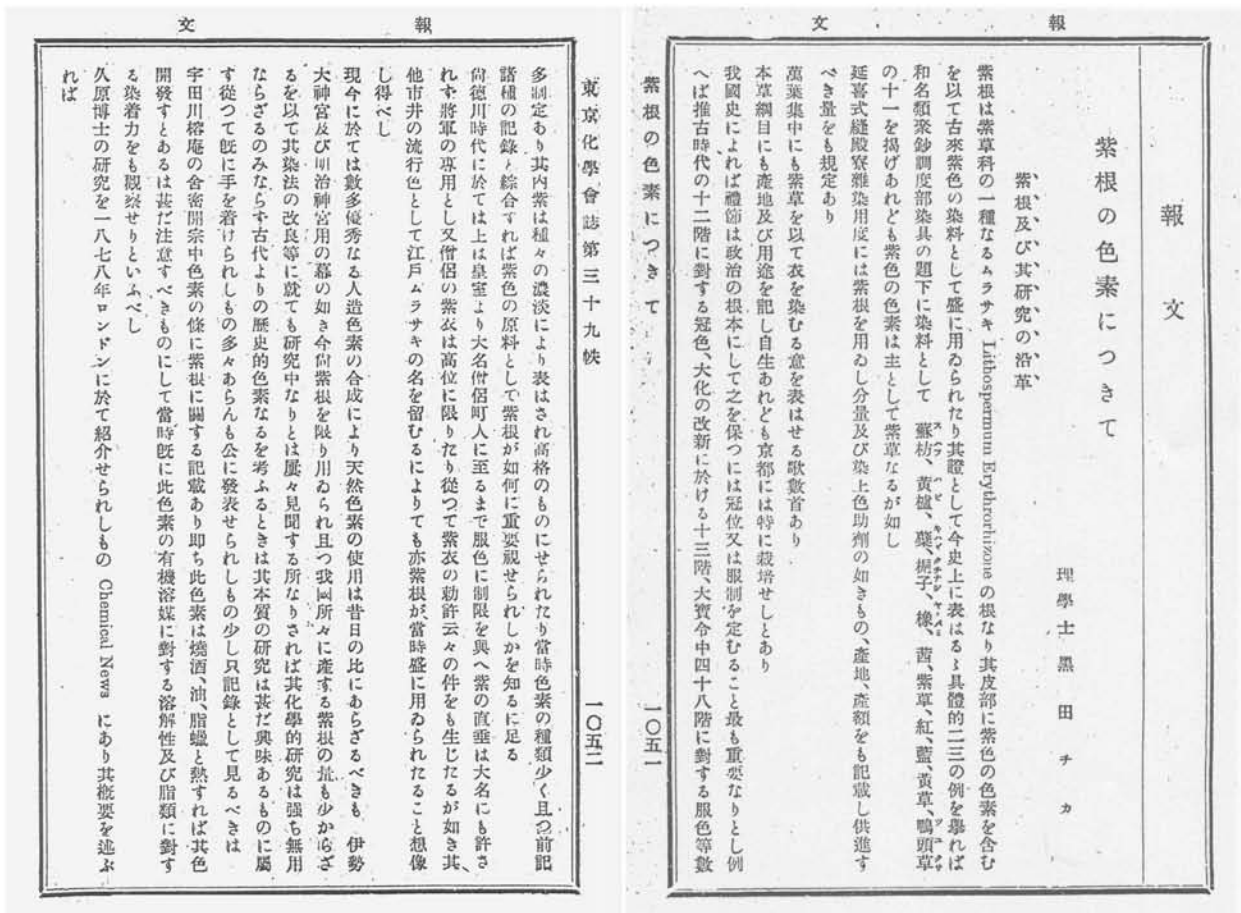 報文
報文
紫根の色素につきて
理學士黒田チカ
紫根及び其研究の沿革
紫根は紫草科の一種なるムラサキ Lithospermum Erythrorhizone の根なり其皮部に紫色の色素を含む
を以て古來紫色の染料として盛に用ゐられたり其證として今史上に表はるゝ具體的二三の例を擧れば
和名類聚鈔調度部染具の題下に染料として 蘇枋、黃櫨、蘗、梔子、橡、茜、紫草、紅、藍、黃草、鴨頭草
の十一を揭げあれども紫色の色素は主として紫草なるが如し
延喜式縫殿寮雜染用度には紫根を用ゐし分量及び染上色助劑の如きもの、產地、產額をも記載し供進す
べき量をも規定あり
萬葉集中にも紫草を以て衣を染むる意を表はせる歌數首あり
本草綱目にも產地及び用途を記し自生あれども京都には特に栽培せしとあり
我國史によれば禮節は政治の根本にして之を保つには冠位又は服制を定むること最も重要なりとし例
へば推古時代の十二階に對する冠色、大化の改新に於ける十三階、大寶令中四十八階に對する服色等數
紫根の色素につきて
一〇五一
報文
東京化學會誌第三十九帙
一〇五二
多制定あり其内紫は種々の濃淡により表はされ高格のものにせられたり當時色素の種類少く且つ前記
諸種の記錄と綜合すれば紫色の原料として紫根が如何に重要視せられしかを知るに足る
尙德川時代に於ては上は皇室より大名僧侶町人に至るまで服色に制限を與へ紫の直垂は大名にも許さ
れず將軍の專用とし又僧侶の紫衣は高位に限りたり從つて紫衣の勅許云々の件をも生じたるが如き其
他市井の流行色として江戶ムラサキの名を留むるによりても亦紫根が、當時盛に用ゐられたること想像
し得べし
現今に於ては數多優秀なる人造色素の合成により天然色素の使用は昔日の比にあらざるべきも 伊勢
大神宮及び明治神宮用の幕の如き今尙紫根を限り用ゐられ且つ我國所々に產する紫根の量も少からざ
るを以て其染法の改良等に就ても硏究中なりとは屢々見聞する所なりされば其化學的硏究は强ち無用
ならざるのみならず古代よりの歷史的色素なるを考ふるときは其本質の硏究は甚だ興味あるものに屬
す從つて旣に手を着けられしもの多々あらんも公に發表せられしもの少し只記錄として見るべきは
宇田川榕庵の舍密開宗中色素の條に紫根に關する記載あり卽ち此色素は燒酒、油、脂蠟と熱すれば其色
開發すとあるは甚だ注意すべきものにして當時旣に此色素の有機溶媒に對する溶解性及び脂類に對す
る染着力をも觀察せりといふべし
久原博士の硏究を一八七八年ロンドンに於て紹介せられしもの Chemical Newa にあり其槪要を述ぶ
れば